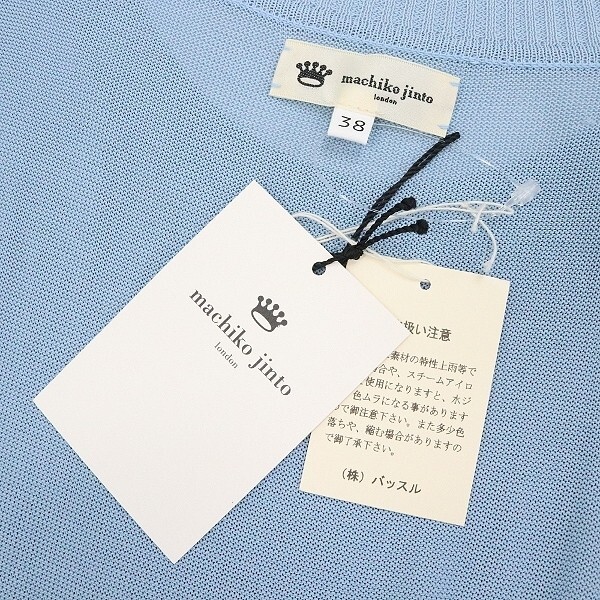 machiko jinto
london
38
machiko jinto
london
扱い注意
素材の特性上雨等で
合や、スチームアイロ
使用になりますと、水ジ
色ムラになる事があります
ので御注意下さい。また多少色
落ちや、縮む場合がありますの
で御了承下さい。
(株) バッスル